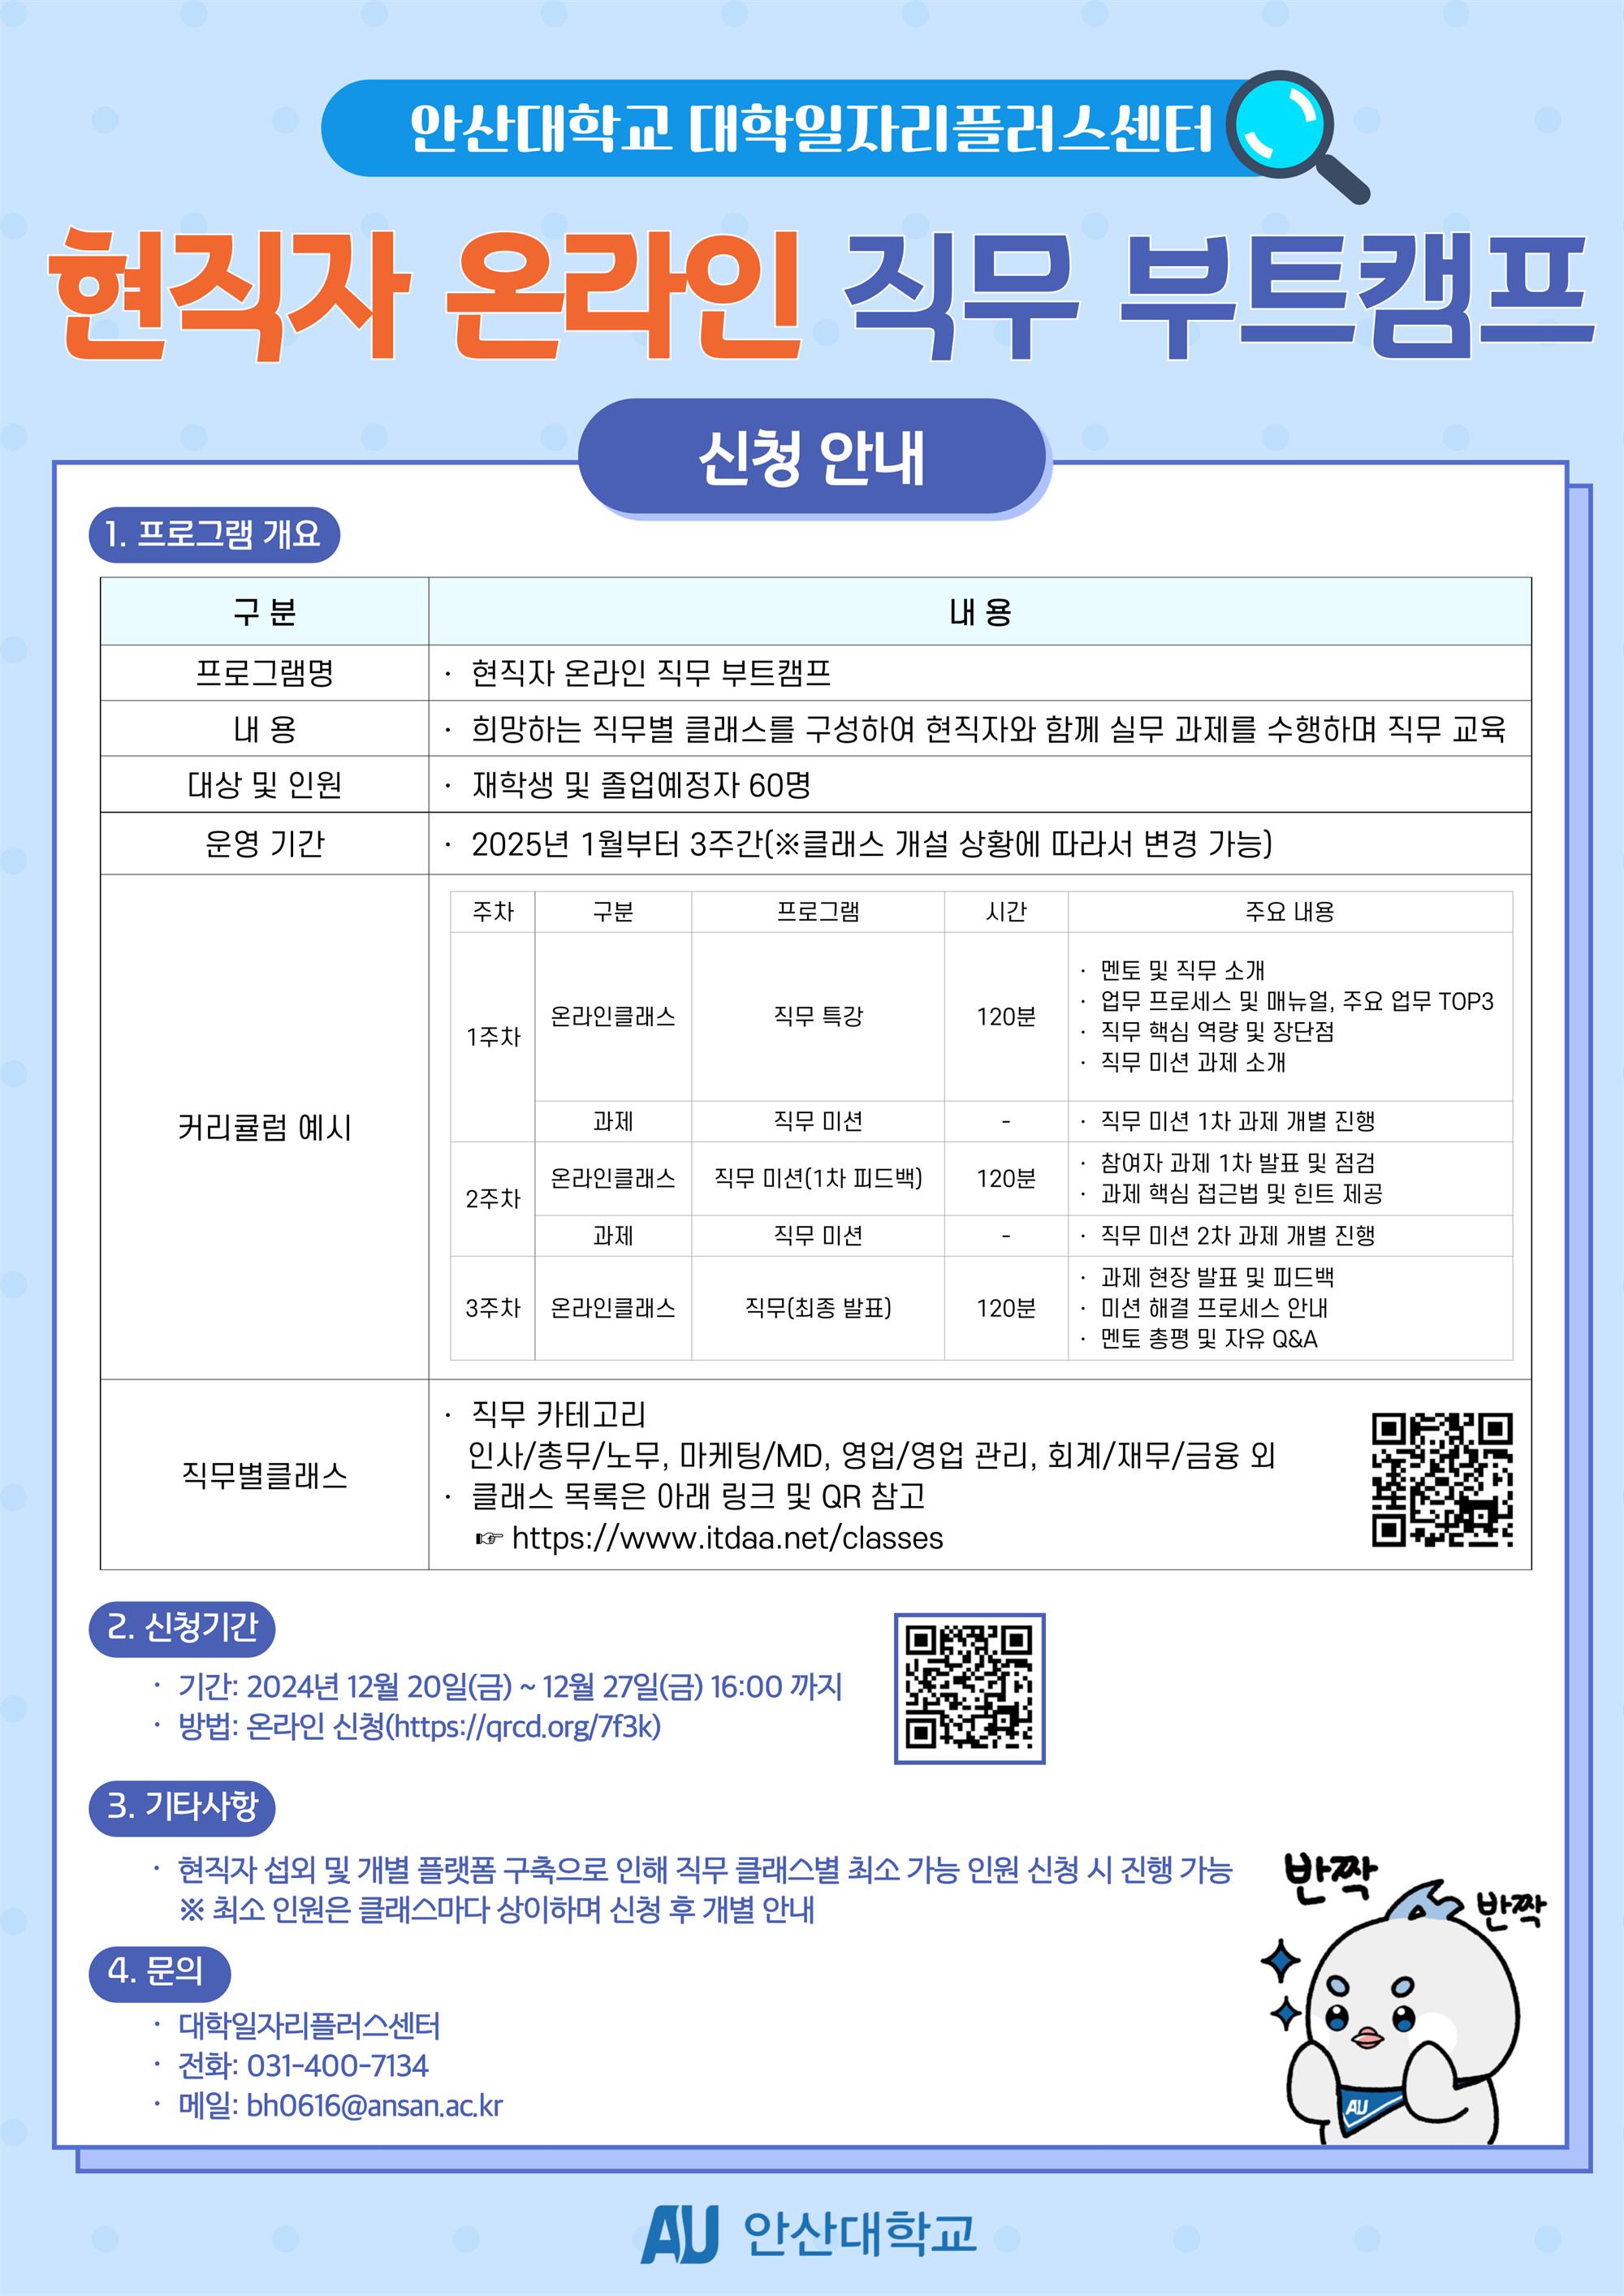 안산대학교 대학일자리플러스센터
현직자 온라인 직무 부트캠프
신청 안내
1. 프로그램 개요
구 분
내 용
프로그램명
· 현직자 온라인 직무 부트캠프
내 용
· 희망하는 직무별 클래스를 구성하여 현직자와 함께 실무 과제를 수행하며 직무 교육
대상 및 인원
· 재학생 및 졸업예정자 60명
운영 기간
· 2025년 1월부터 3주간(※클래스 개설 상황에 따라서 변경 가능)
커리큘럼 예시
주차
구분
프로그램
시간
주요 내용
1주차
온라인클래스
직무 특강
120분
· 멘토 및 직무 소개
· 업무 프로세스 및 매뉴얼, 주요 업무 TOP3
· 직무 핵심 역량 및 장단점
· 직무 미션 과제 소개
과제
직무 미션
-
· 직무 미션 1차 과제 개별 진행
2주차
온라인클래스
직무 미션(1차 피드백)
120분
· 참여자 과제 1차 발표 및 점검
· 과제 핵심 접근법 및 힌트 제공
과제
직무 미션
-
· 직무 미션 2차 과제 개별 진행
3주차
온라인클래스
직무(최종 발표)
120분
· 과제 현장 발표 및 피드백
· 미션 해결 프로세스 안내
· 멘토 총평 및 자유 Q&A
직무별클래스
· 직무 카테고리
인사/총무/노무, 마케팅/MD, 영업/영업 관리, 회계/재무/금융 외
· 클래스 목록은 아래 링크 및 QR 참고
☞ https://www.itdaa.net/classes
2. 신청기간
· 기간: 2024년 12월 20일(금) ~ 12월 27일(금) 16:00 까지
· 방법: 온라인 신청(https://qrcd.org/7f3k)
3. 기타사항
· 현직자 섭외 및 개별 플랫폼 구축으로 인해 직무 클래스별 최소 가능 인원 신청 시 진행 가능
※ 최소 인원은 클래스마다 상이하며 신청 후 개별 안내
반짝
반짝
4. 문의
· 대학일자리플러스센터
· 전화: 031-400-7134
· 메일: bh0616@ansan.ac.kr
AU
AU 안산대학교